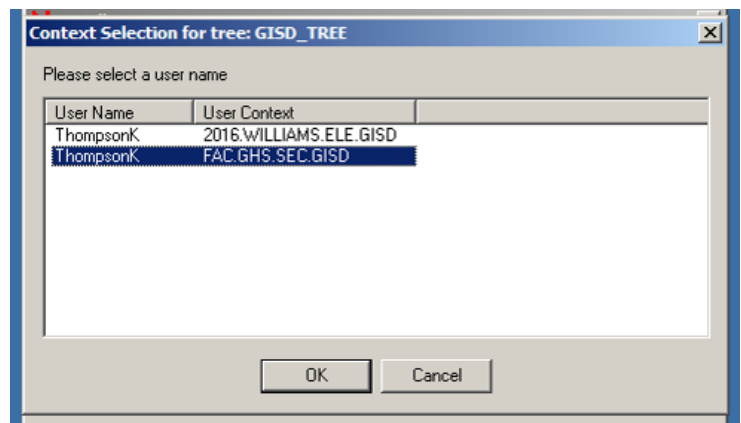 Context Selection for tree: GISD_TREE
Please select a user name
User Name User Context
ThompsonK 2016.WILLIAMS.ELE.GISD
ThompsonK FAC.GHS.SEC.GISD
OK Cancel